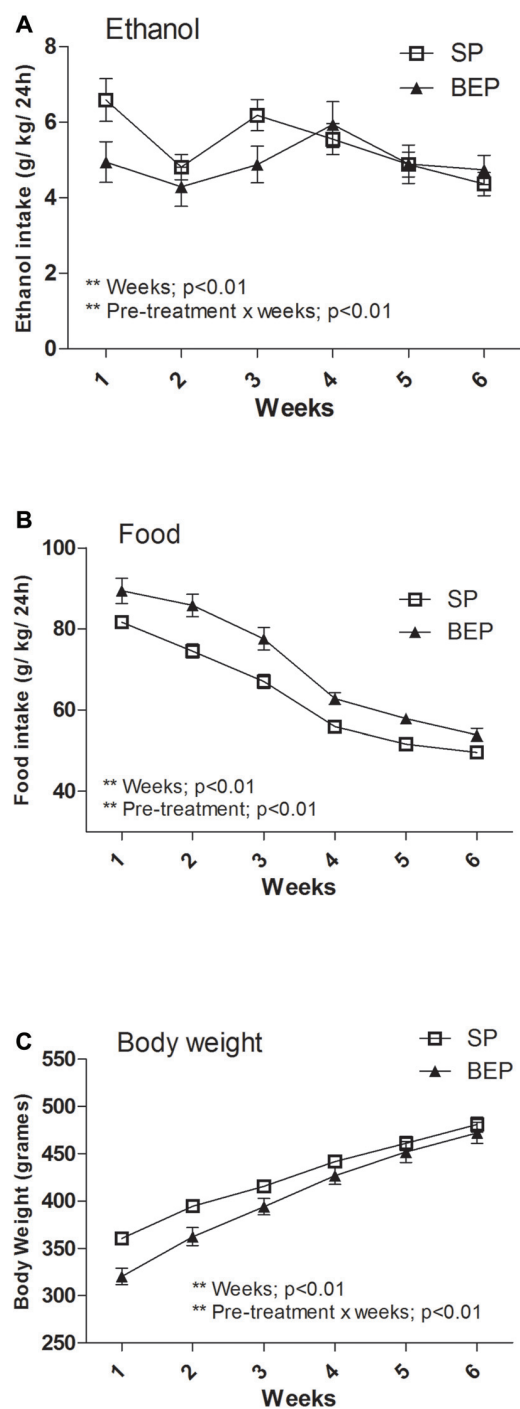 A
Ethanol
SP
BEP
Ethanol intake (g/ kg/ 24h)
8
6
4
2
0
** Weeks; p<0.01
** Pre-treatment x weeks; p<0.01
1 2 3 4 5 6
Weeks
B
Food
SP
BEP
Food intake (g/ kg/ 24h)
100
80
60
40
** Weeks; p<0.01
** Pre-treatment; p<0.01
1 2 3 4 5 6
Weeks
C
Body weight
SP
BEP
Body Weight (grames)
550
500
450
400
350
300
250
** Weeks; p<0.01
** Pre-treatment x weeks; p<0.01
1 2 3 4 5 6
Weeks